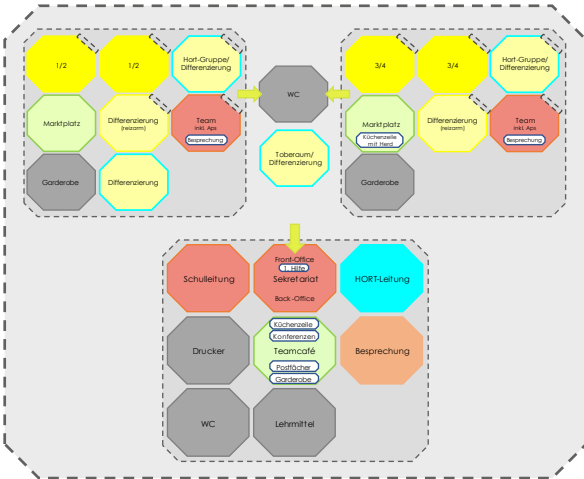 1/2
1/2
Hort-Gruppe/
Differenzierung
Marktplatz
Differenzierung
(reizarm)
Team
inkl. Aps
Besprechung
Garderobe
Differenzierung
WC
Toberaum/
Differenzierung
3/4
3/4
Hort-Gruppe/
Differenzierung
Marktplatz
Küchenzeile
mit Herd
Differenzierung
(reizarm)
Team
inkl. Aps
Besprechung
Garderobe
Schulleitung
Front-Office
1. Hilfe
Sekretariat
Back-Office
HORT-Leitung
Drucker
Küchenzeile
Konferenzen
Teamcafé
Postfächer
Garderobe
Besprechung
WC
Lehrmittel